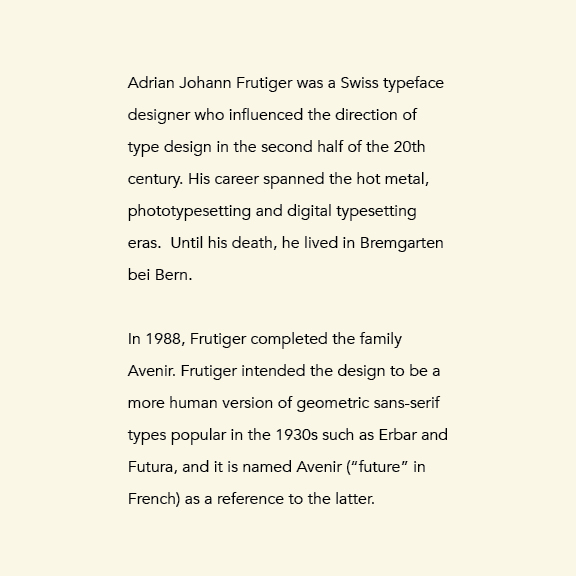 Adrian Johann Frutiger was a Swiss typeface
designer who influenced the direction of
type design in the second half of the 20th
century. His career spanned the hot metal,
phototypesetting and digital typesetting
eras.  Until his death, he lived in Bremgarten
bei Bern.

In 1988, Frutiger completed the family
Avenir. Frutiger intended the design to be a
more human version of geometric sans-serif
types popular in the 1930s such as Erbar and
Futura, and it is named Avenir (“future” in
French) as a reference to the latter.